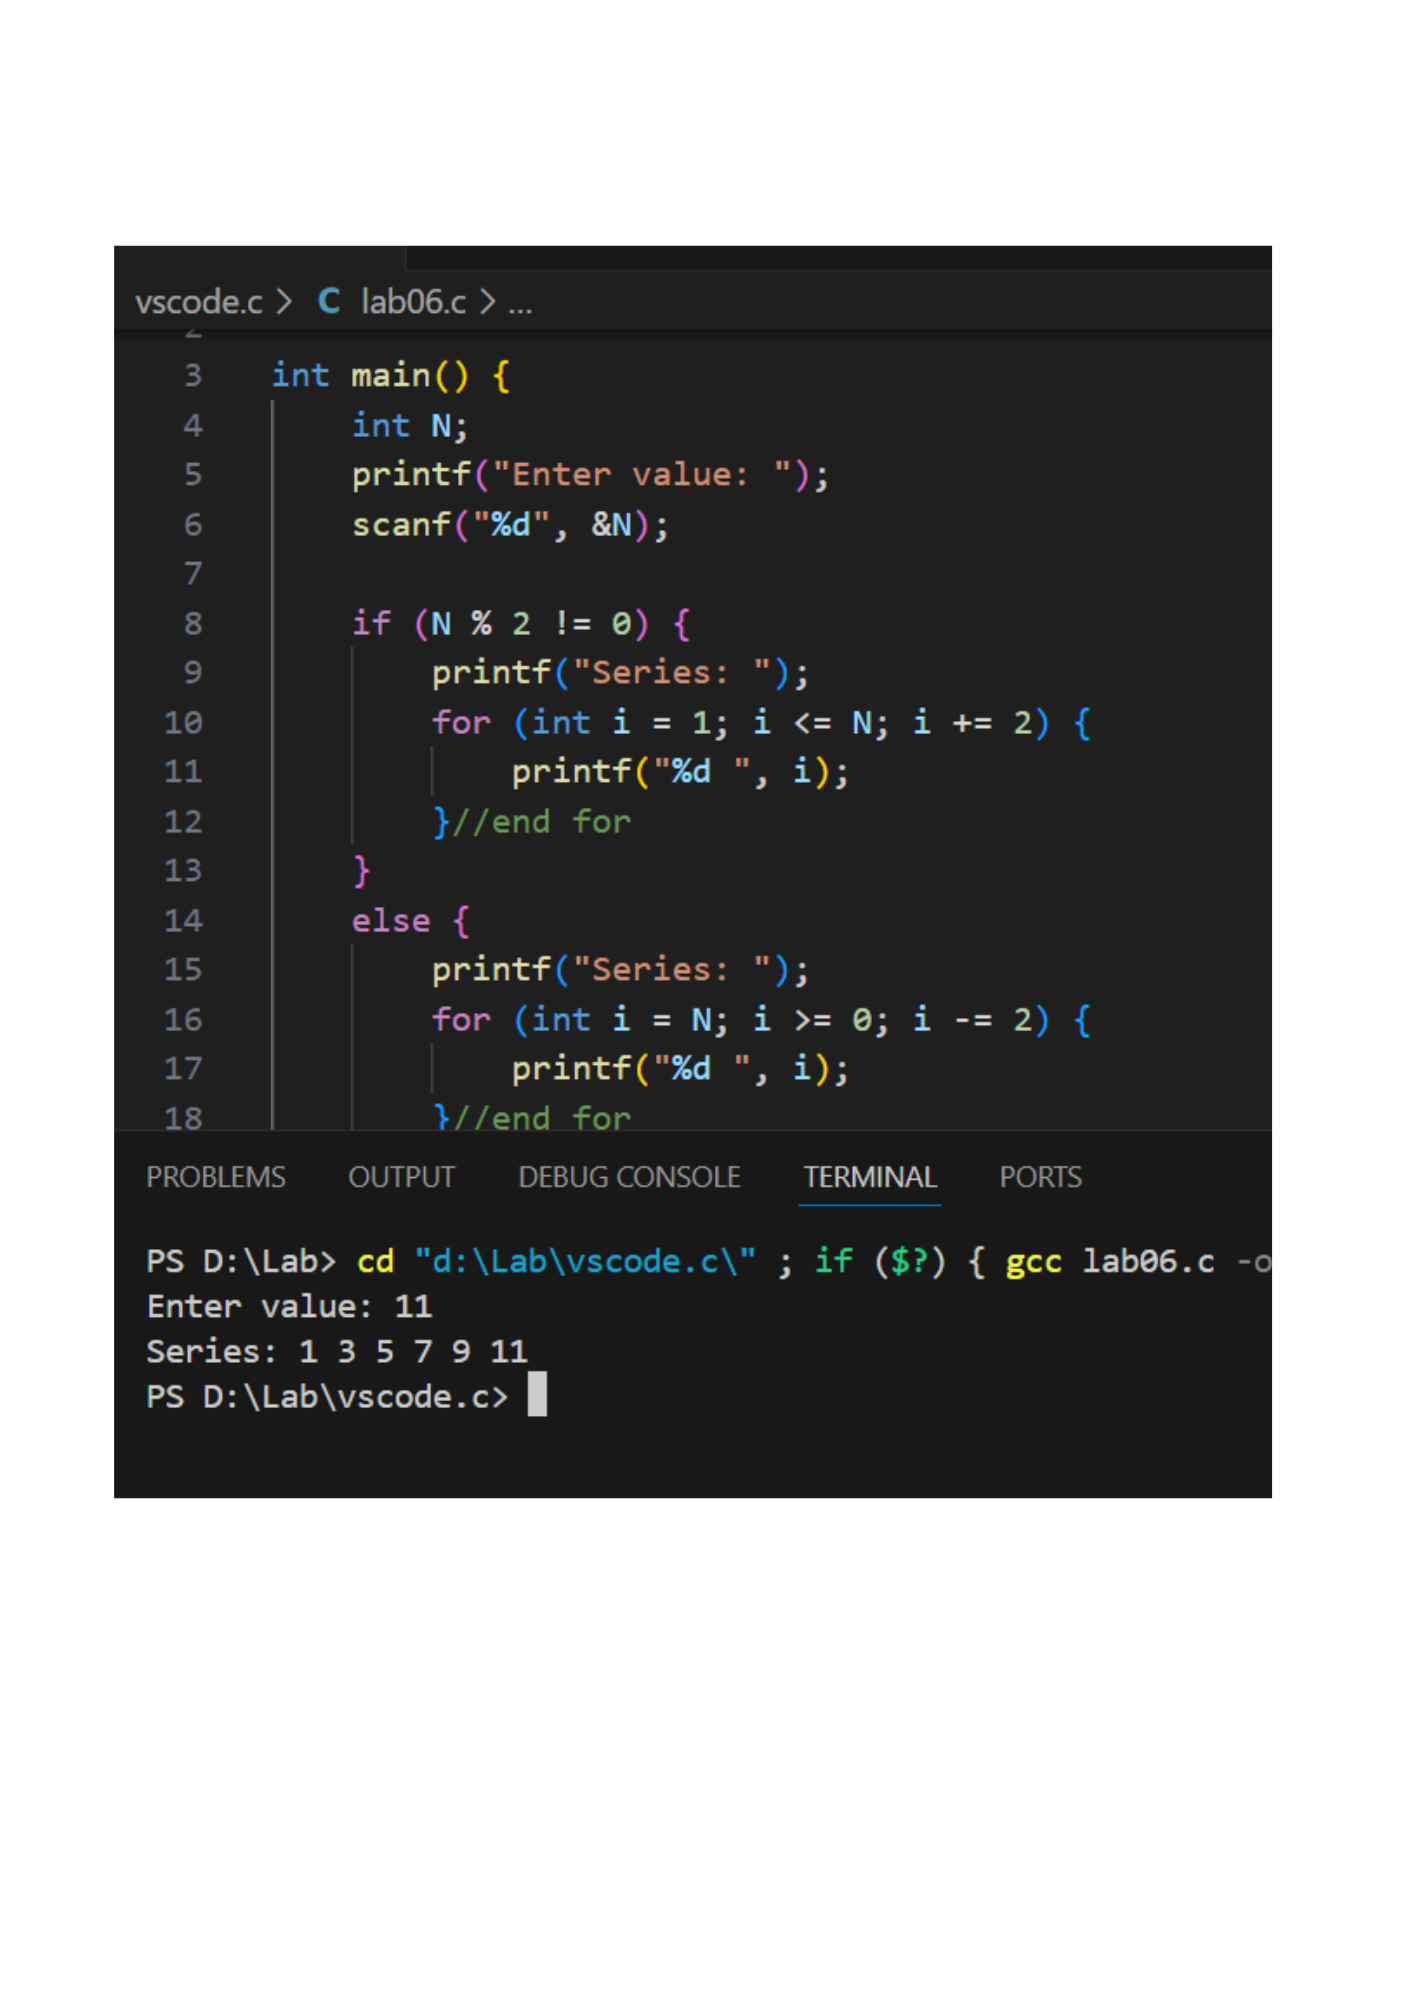 vscode.c > C lab06.c > ...
2
3 int main() {
4 int N;
5 printf("Enter value: ");
6 scanf("%d", &N);
7
8 if (N % 2 != 0) {
9 printf("Series: ");
10 for (int i = 1; i <= N; i += 2) {
11 printf("%d ", i);
12 }//end for
13 }
14 else {
15 printf("Series: ");
16 for (int i = N; i >= 0; i -= 2) {
17 printf("%d ", i);
18 }//end for
PROBLEMS OUTPUT DEBUG CONSOLE TERMINAL PORTS
PS D:\Lab> cd "d:\Lab\vscode.c\" ; if ($?) { gcc lab06.c -o
Enter value: 11
Series: 1 3 5 7 9 11
PS D:\Lab\vscode.c>